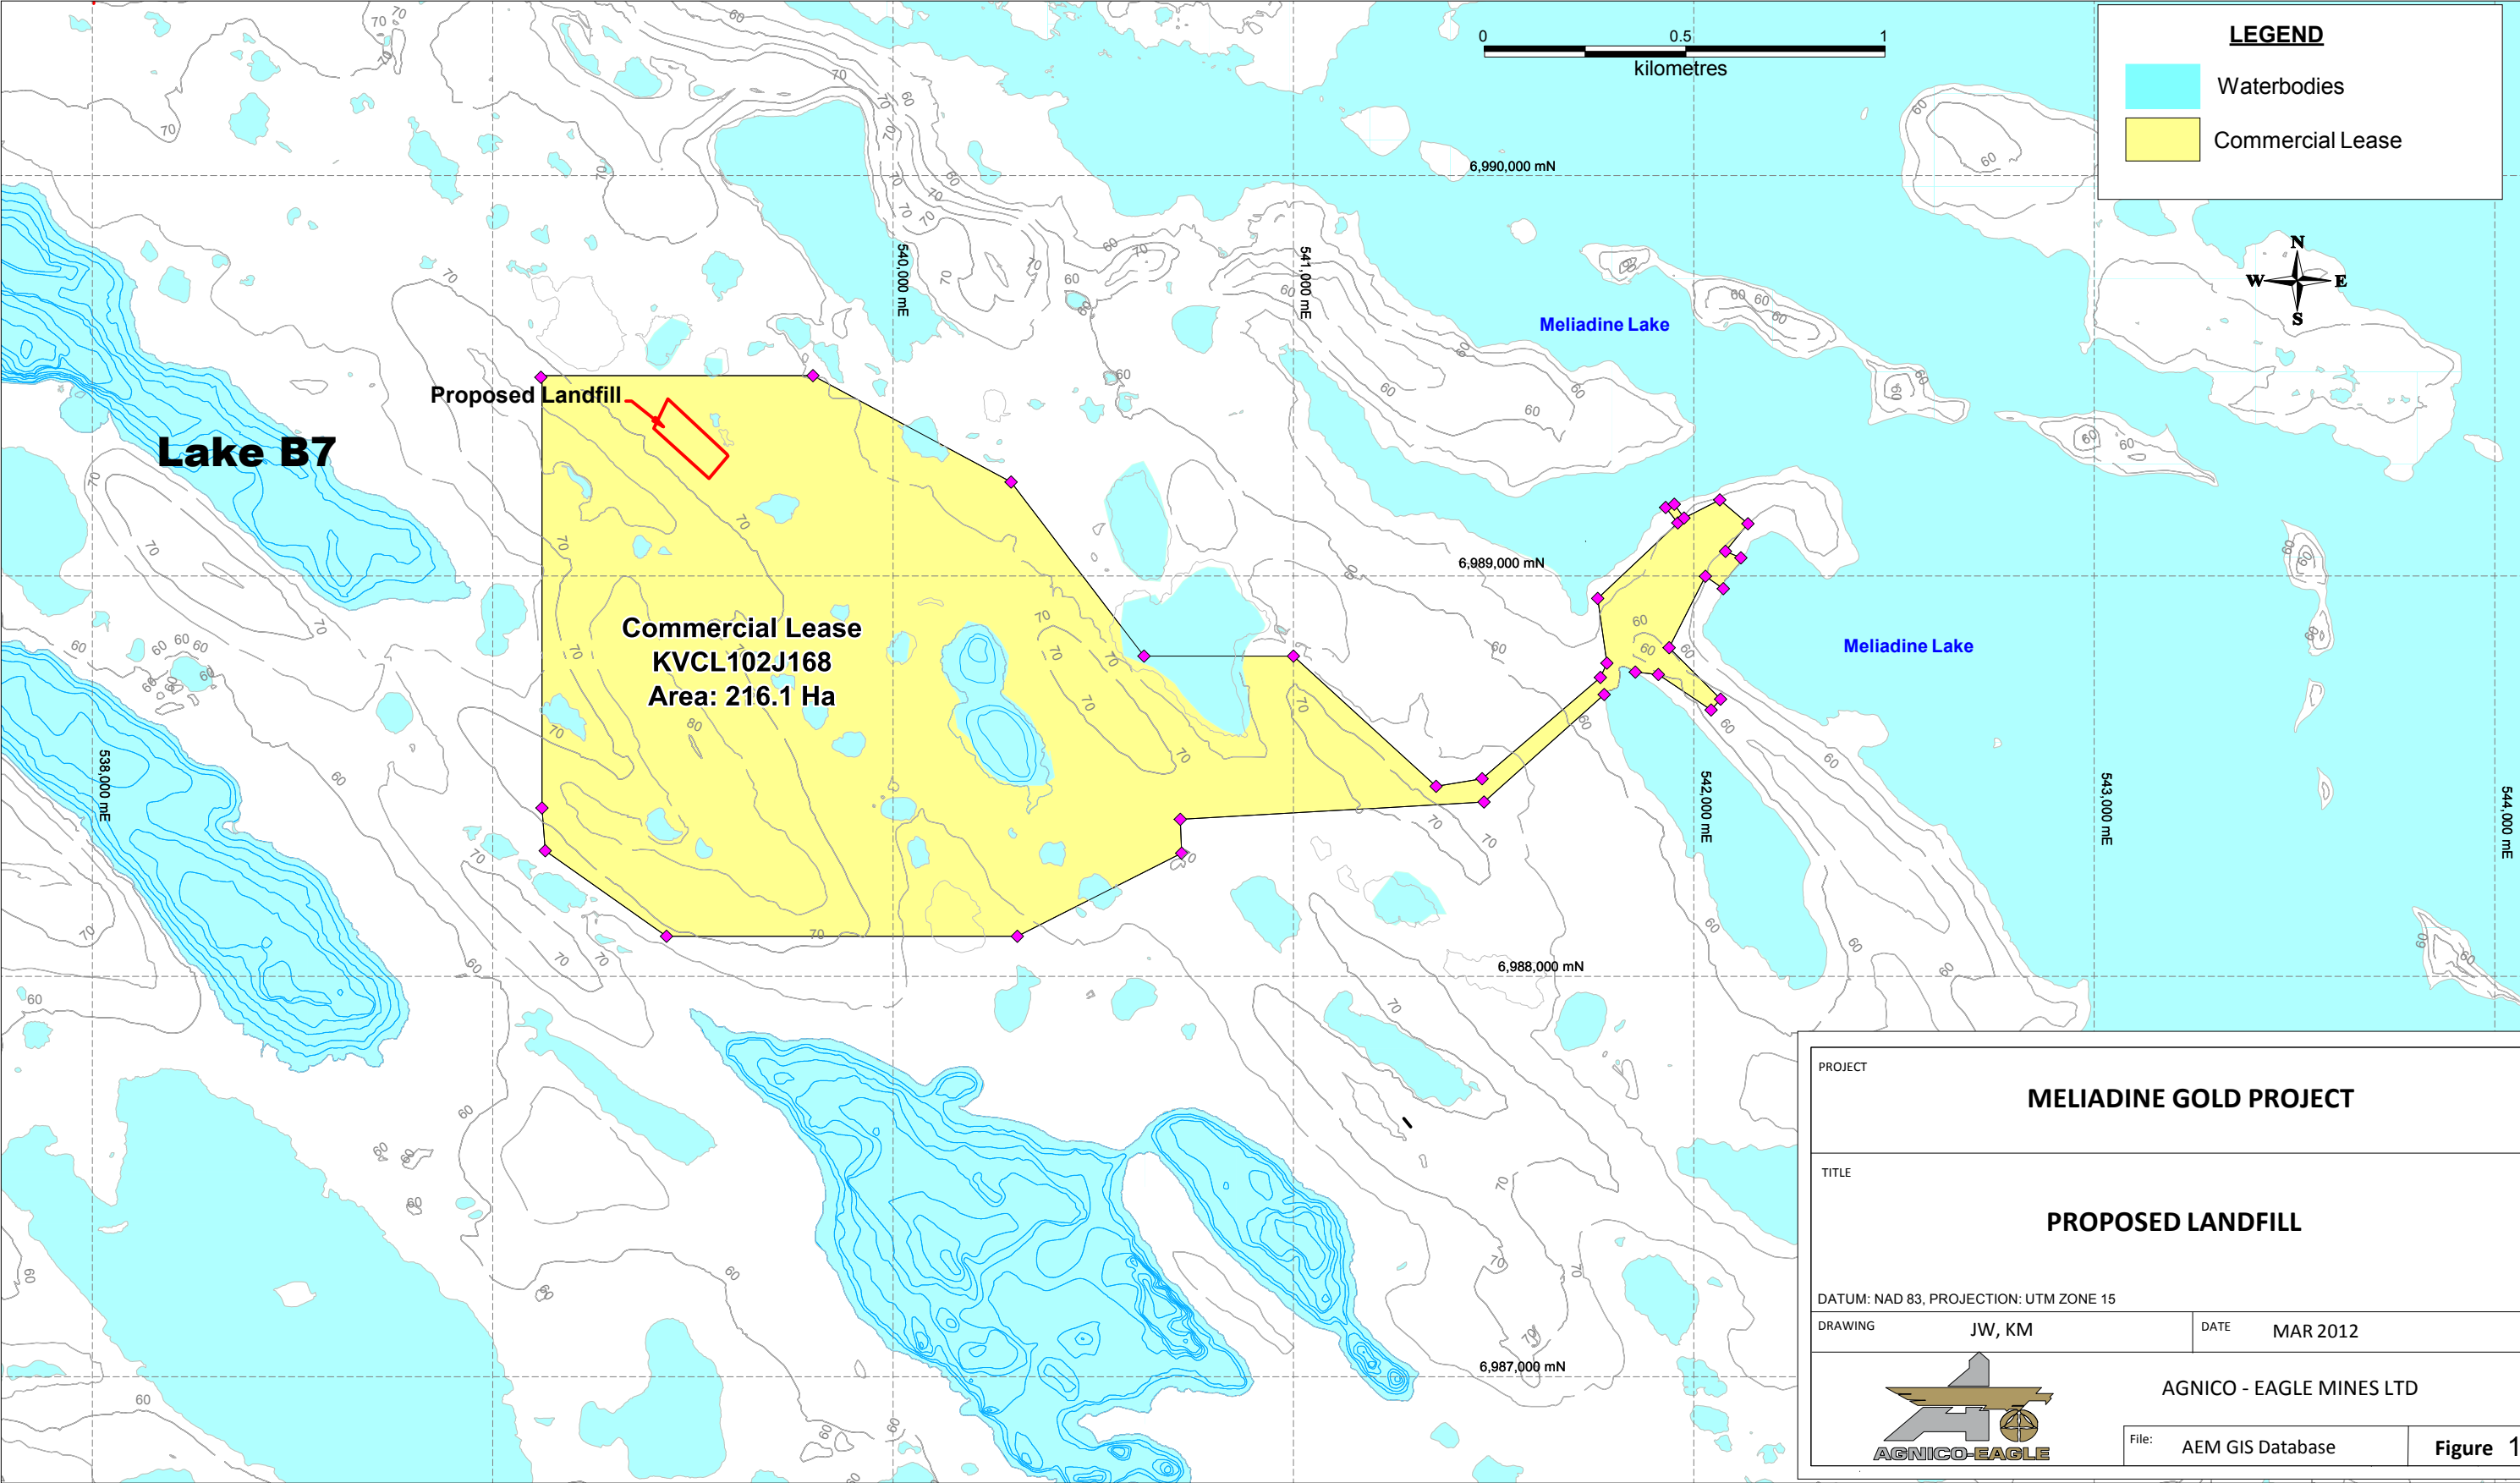 0 0.5 1
kilometres
LEGEND
Waterbodies
Commercial Lease
6,990,000 mN
N
W E
S
540,000 mE
541,000 mE
Meliadine Lake
Proposed Landfill
Lake B7
6,989,000 mN
Commercial Lease
KVCL102J168
Area: 216.1 Ha
Meliadine Lake
538,000 mE
542,000 mE
543,000 mE
544,000 mE
6,988,000 mN
6,987,000 mN
PROJECT
MELIADINE GOLD PROJECT
TITLE
PROPOSED LANDFILL
DATUM: NAD 83, PROJECTION: UTM ZONE 15
DRAWING JW, KM DATE MAR 2012
AGNICO - EAGLE MINES LTD
AGNICO-EAGLE
File: AEM GIS Database Figure 1